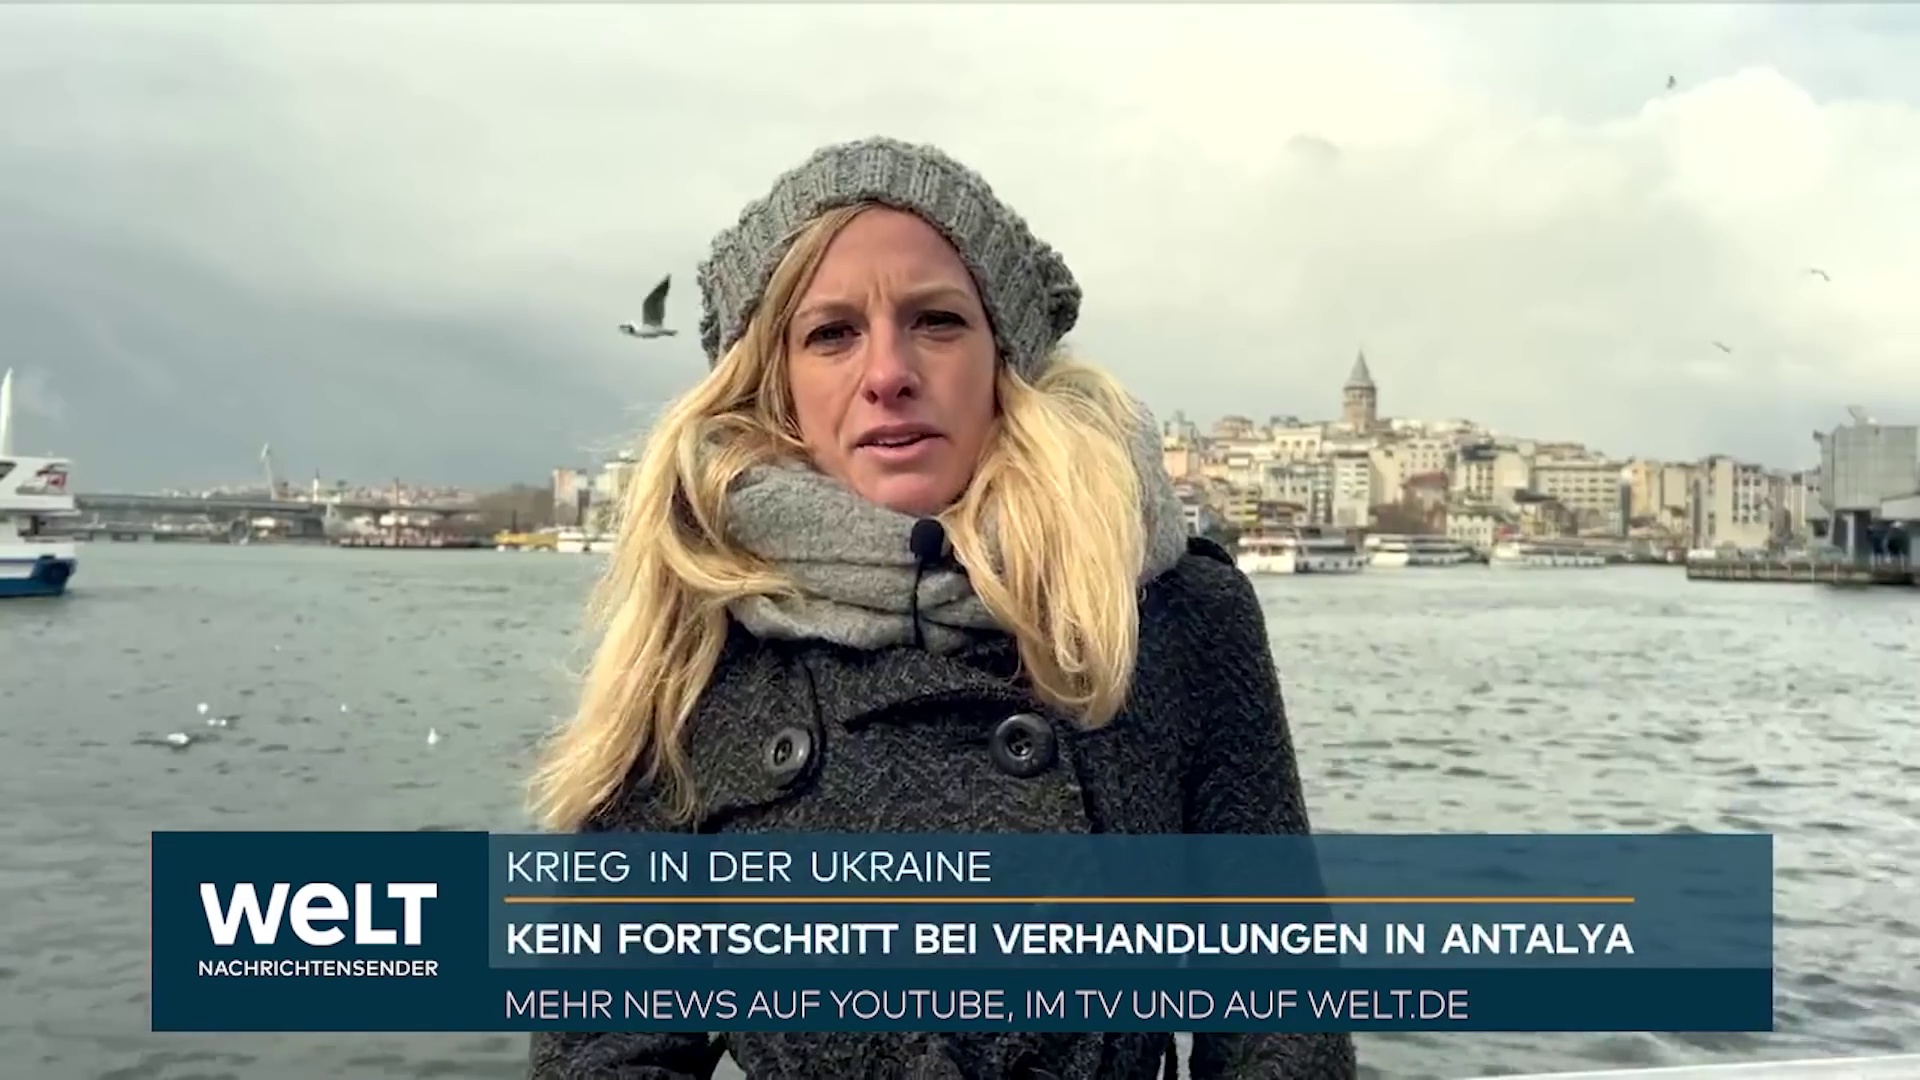 KRIEG IN DER UKRAINE
WELT
KEIN FORTSCHRITT BEI VERHANDLUNGEN IN ANTALYA
NACHRICHTENSENDER
MEHR NEWS AUF YOUTUBE, IM TV UND AUF WELT.DE